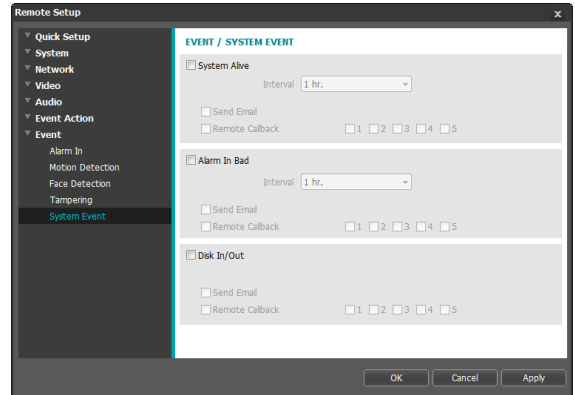 Remote Setup
x
Quick Setup
System
Network
Video
Audio
Event Action
Event
Alarm In
Motion Detection
Face Detection
Tampering
System Event
EVENT / SYSTEM EVENT
System Alive
Interval 1 hr.
Send Email
Remote Callback 1 2 3 4 5
Alarm In Bad
Interval 1 hr.
Send Email
Remote Callback 1 2 3 4 5
Disk In/Out
Send Email
Remote Callback 1 2 3 4 5
OK Cancel Apply